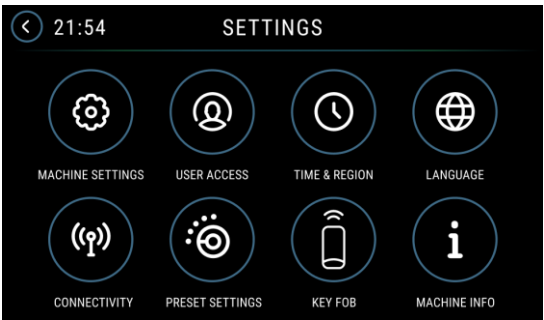 21:54 SETTINGS
MACHINE SETTINGS USER ACCESS TIME & REGION LANGUAGE
CONNECTIVITY PRESET SETTINGS KEY FOB MACHINE INFO